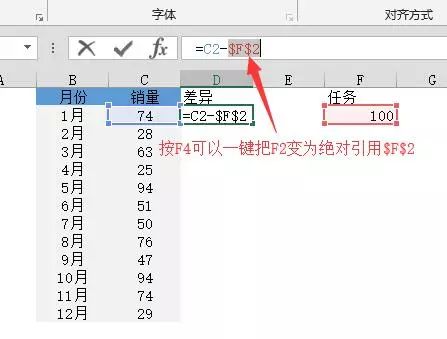 字体 对齐方式
fx =C2-$F$2
A B C D E F G
月份 销量 差异 任务
1月 74 =C2-$F$2 100
2月 28
3月 63
4月 25
5月 94
6月 51
7月 50
8月 76
9月 47
10月 94
11月 74
12月 29
按F4可以一键把F2变为绝对引用$F$2